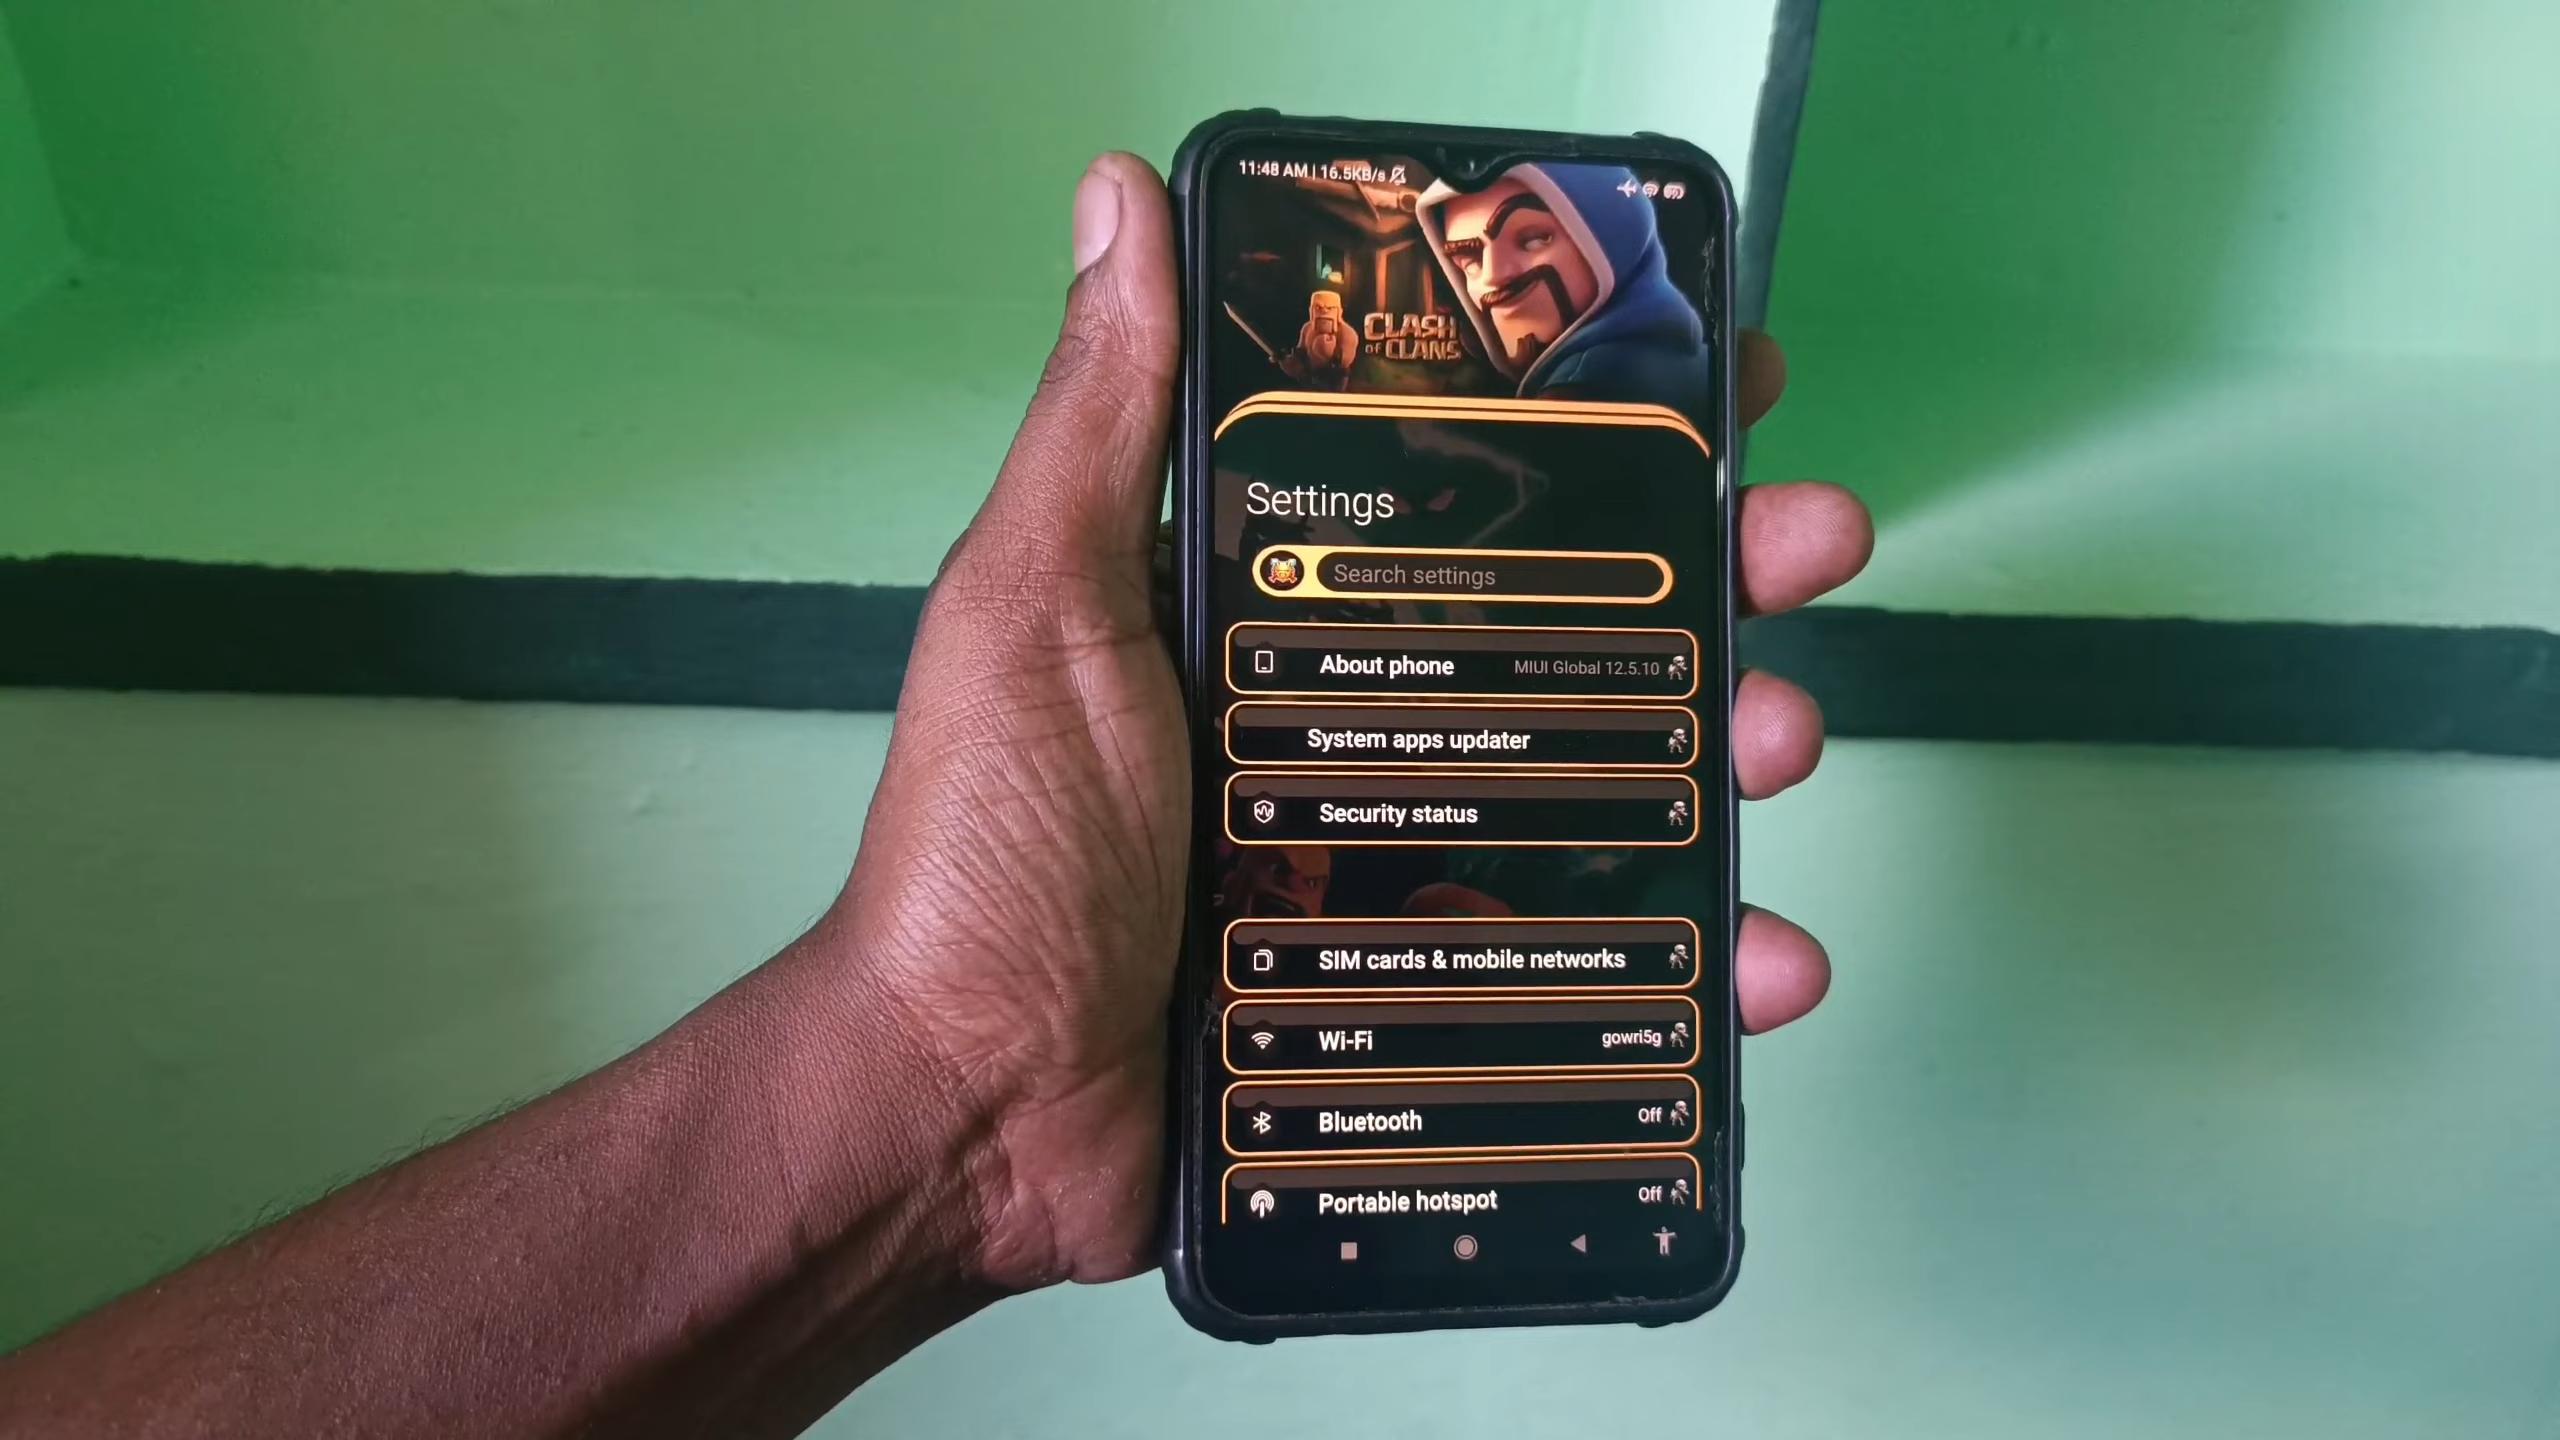 11:48 AM | 16.5KB/s
CLASH
OF CLANS
Settings
Search settings
About phone MIUI Global 12.5.10
System apps updater
Security status
SIM cards & mobile networks
Wi-Fi gowri5g
Bluetooth Off
Portable hotspot Off